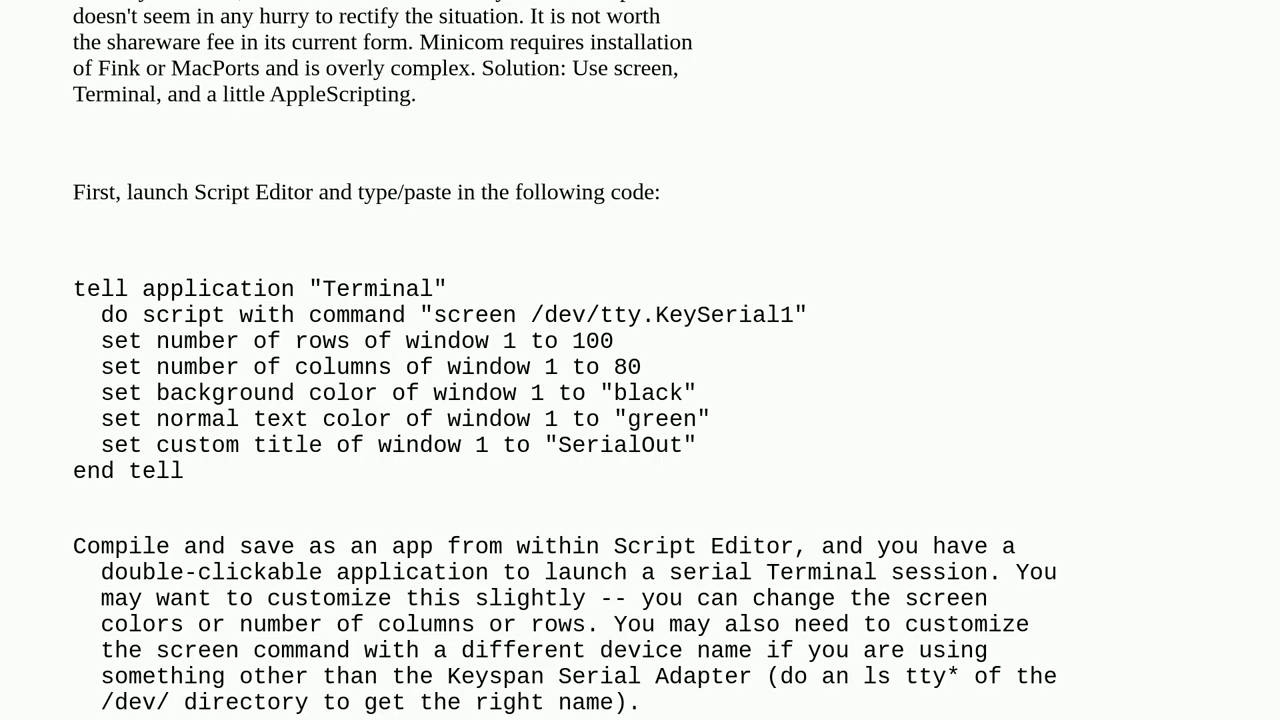 doesn't seem in any hurry to rectify the situation. It is not worth
the shareware fee in its current form. Minicom requires installation
of Fink or MacPorts and is overly complex. Solution: Use screen,
Terminal, and a little AppleScripting.
First, launch Script Editor and type/paste in the following code:
tell application "Terminal"
  do script with command "screen /dev/tty.KeySerial1"
  set number of rows of window 1 to 100
  set number of columns of window 1 to 80
  set background color of window 1 to "black"
  set normal text color of window 1 to "green"
  set custom title of window 1 to "SerialOut"
end tell
Compile and save as an app from within Script Editor, and you have a
  double-clickable application to launch a serial Terminal session. You
  may want to customize this slightly -- you can change the screen
  colors or number of columns or rows. You may also need to customize
  the screen command with a different device name if you are using
  something other than the Keyspan Serial Adapter (do an ls tty* of the
  /dev/ directory to get the right name).